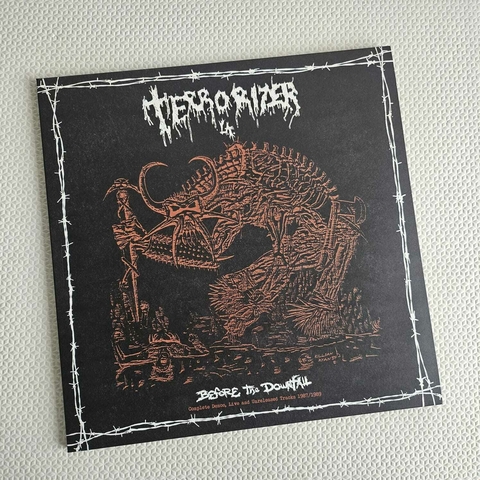 TERRORIZER
BEFORE THE DOWNFALL
Complete Demos, Live and Unreleased Tracks 1987/1989